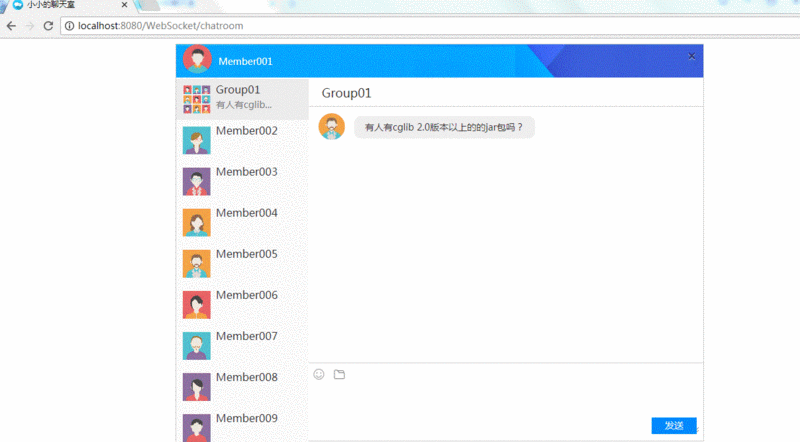 小小的聊天室
localhost:8080/WebSocket/chatroom
Member001
Group01
有人有cglib...
Member002
Member003
Member004
Member005
Member006
Member007
Member008
Member009
Group01
有人有cglib 2.0版本以上的的jar包吗？
发送